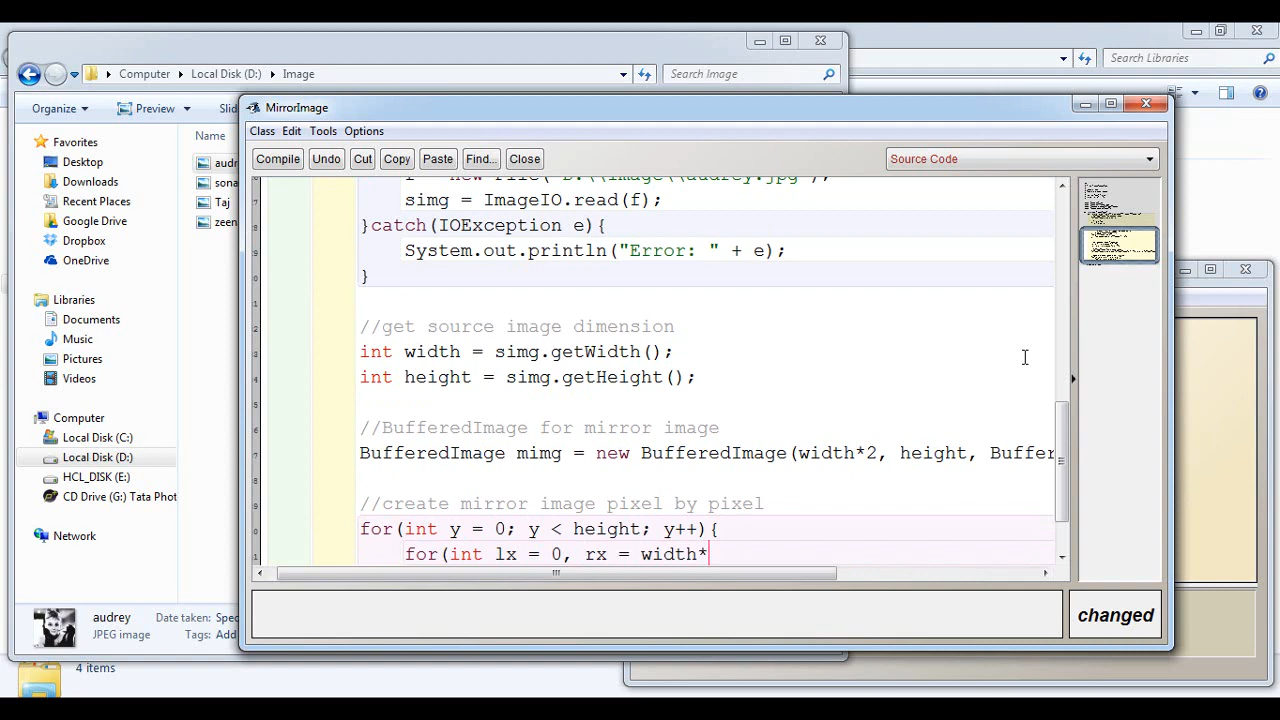 Computer Local Disk (D:) Image
Search Image
Search Libraries
Organize Preview
Favorites
Desktop
Downloads
Recent Places
Google Drive
Dropbox
OneDrive
Libraries
Documents
Music
Pictures
Videos
Computer
Local Disk (C:)
Local Disk (D:)
HCL_DISK (E:)
CD Drive (G:) Tata Phot
Network
Name
audre
sona
Taj
zeen
audrey
JPEG image
Date taken: Spec
Tags: Add
4 items
MirrorImage
Class Edit Tools Options
Compile Undo Cut Copy Paste Find... Close
Source Code
simg = ImageIO.read(f);
}catch(IOException e){
System.out.println("Error: " + e);
}
//get source image dimension
int width = simg.getWidth();
int height = simg.getHeight();
//BufferedImage for mirror image
BufferedImage mimg = new BufferedImage(width*2, height, Buffer
//create mirror image pixel by pixel
for(int y = 0; y < height; y++){
for(int lx = 0, rx = width*
changed